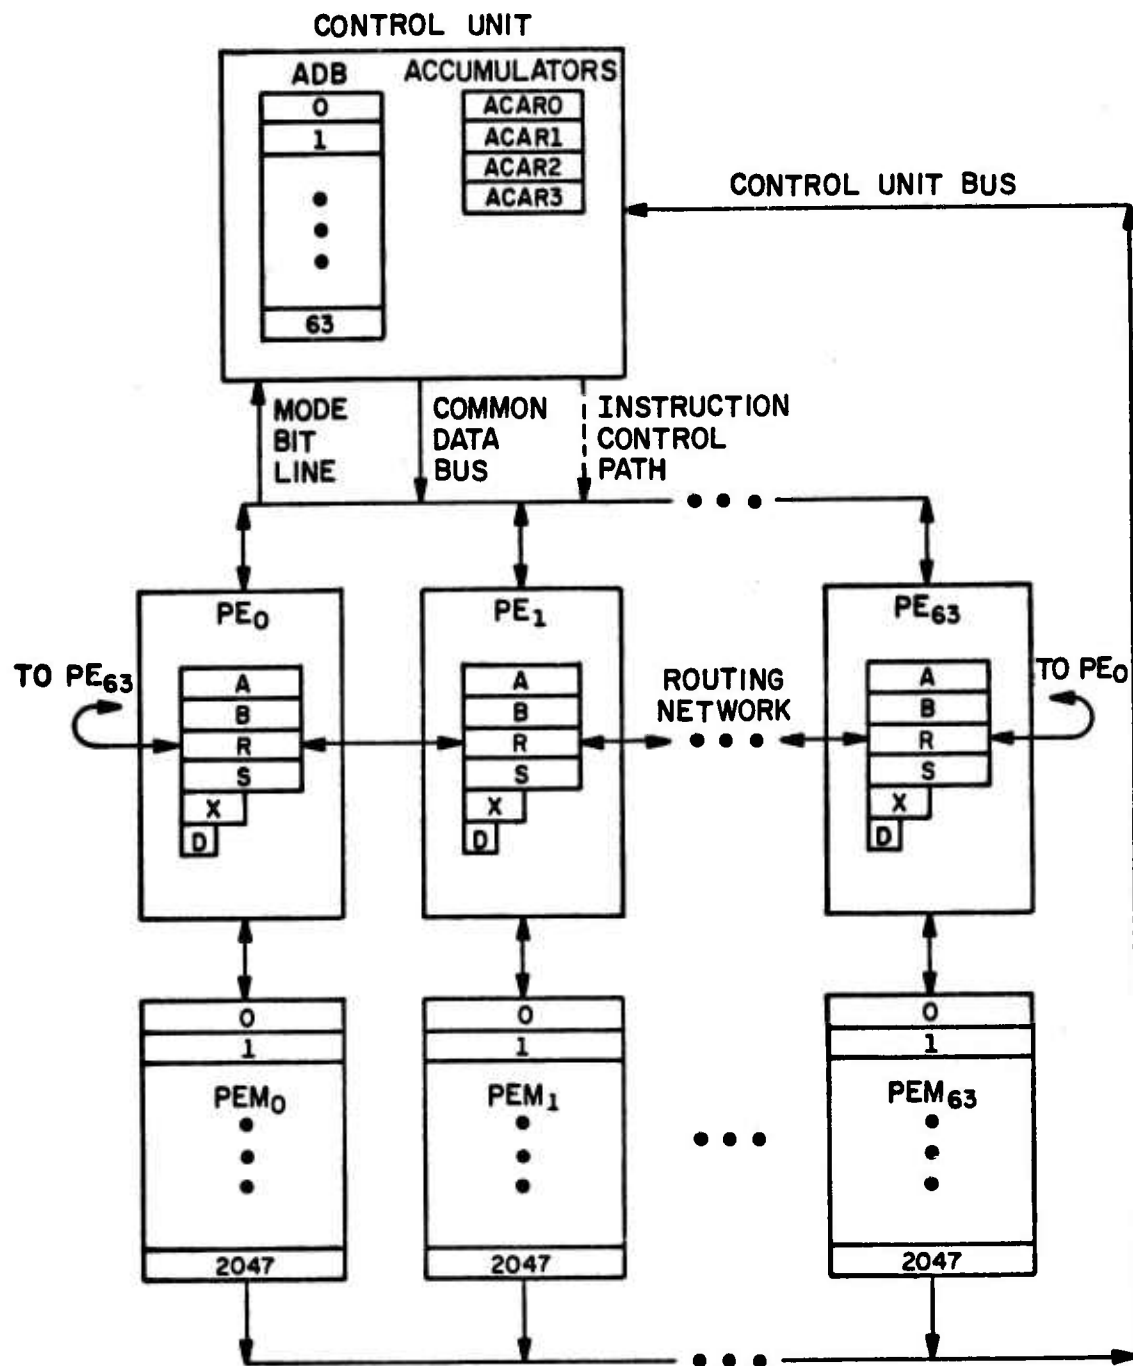 CONTROL UNIT
ADB
ACCUMULATORS
0
1
63
ACAR0
ACAR1
ACAR2
ACAR3
CONTROL UNIT BUS
MODE
BIT
LINE
COMMON
DATA
BUS
INSTRUCTION
CONTROL
PATH
PE0
A
B
R
S
X
D
TO PE63
PE1
A
B
R
S
X
D
ROUTING
NETWORK
PE63
A
B
R
S
X
D
TO PE0
0
1
PEM0
2047
0
1
PEM1
2047
0
1
PEM63
2047